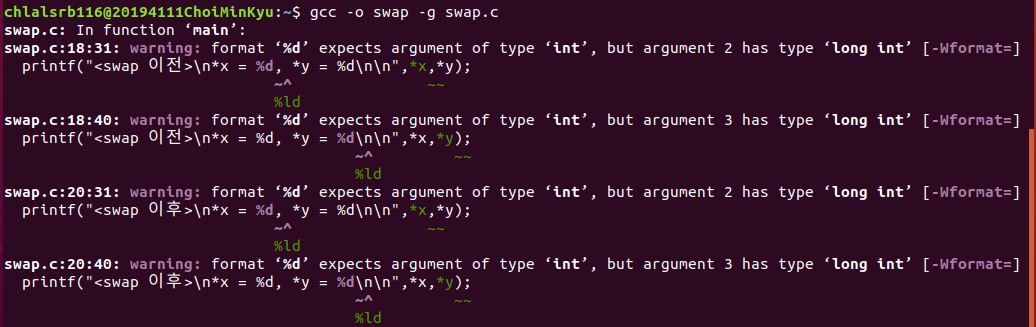 chlalsrb116@20194111ChoiMinKyu:~$ gcc -o swap -g swap.c
swap.c: In function ‘main’:
swap.c:18:31: warning: format ‘%d’ expects argument of type ‘int’, but argument 2 has type ‘long int’ [-Wformat=]
printf("<swap 이전>\n*x = %d, *y = %d\n\n",*x,*y);
~^ ~~
%ld
swap.c:18:40: warning: format ‘%d’ expects argument of type ‘int’, but argument 3 has type ‘long int’ [-Wformat=]
printf("<swap 이전>\n*x = %d, *y = %d\n\n",*x,*y);
~^ ~~
%ld
swap.c:20:31: warning: format ‘%d’ expects argument of type ‘int’, but argument 2 has type ‘long int’ [-Wformat=]
printf("<swap 이후>\n*x = %d, *y = %d\n\n",*x,*y);
~^ ~~
%ld
swap.c:20:40: warning: format ‘%d’ expects argument of type ‘int’, but argument 3 has type ‘long int’ [-Wformat=]
printf("<swap 이후>\n*x = %d, *y = %d\n\n",*x,*y);
~^ ~~
%ld